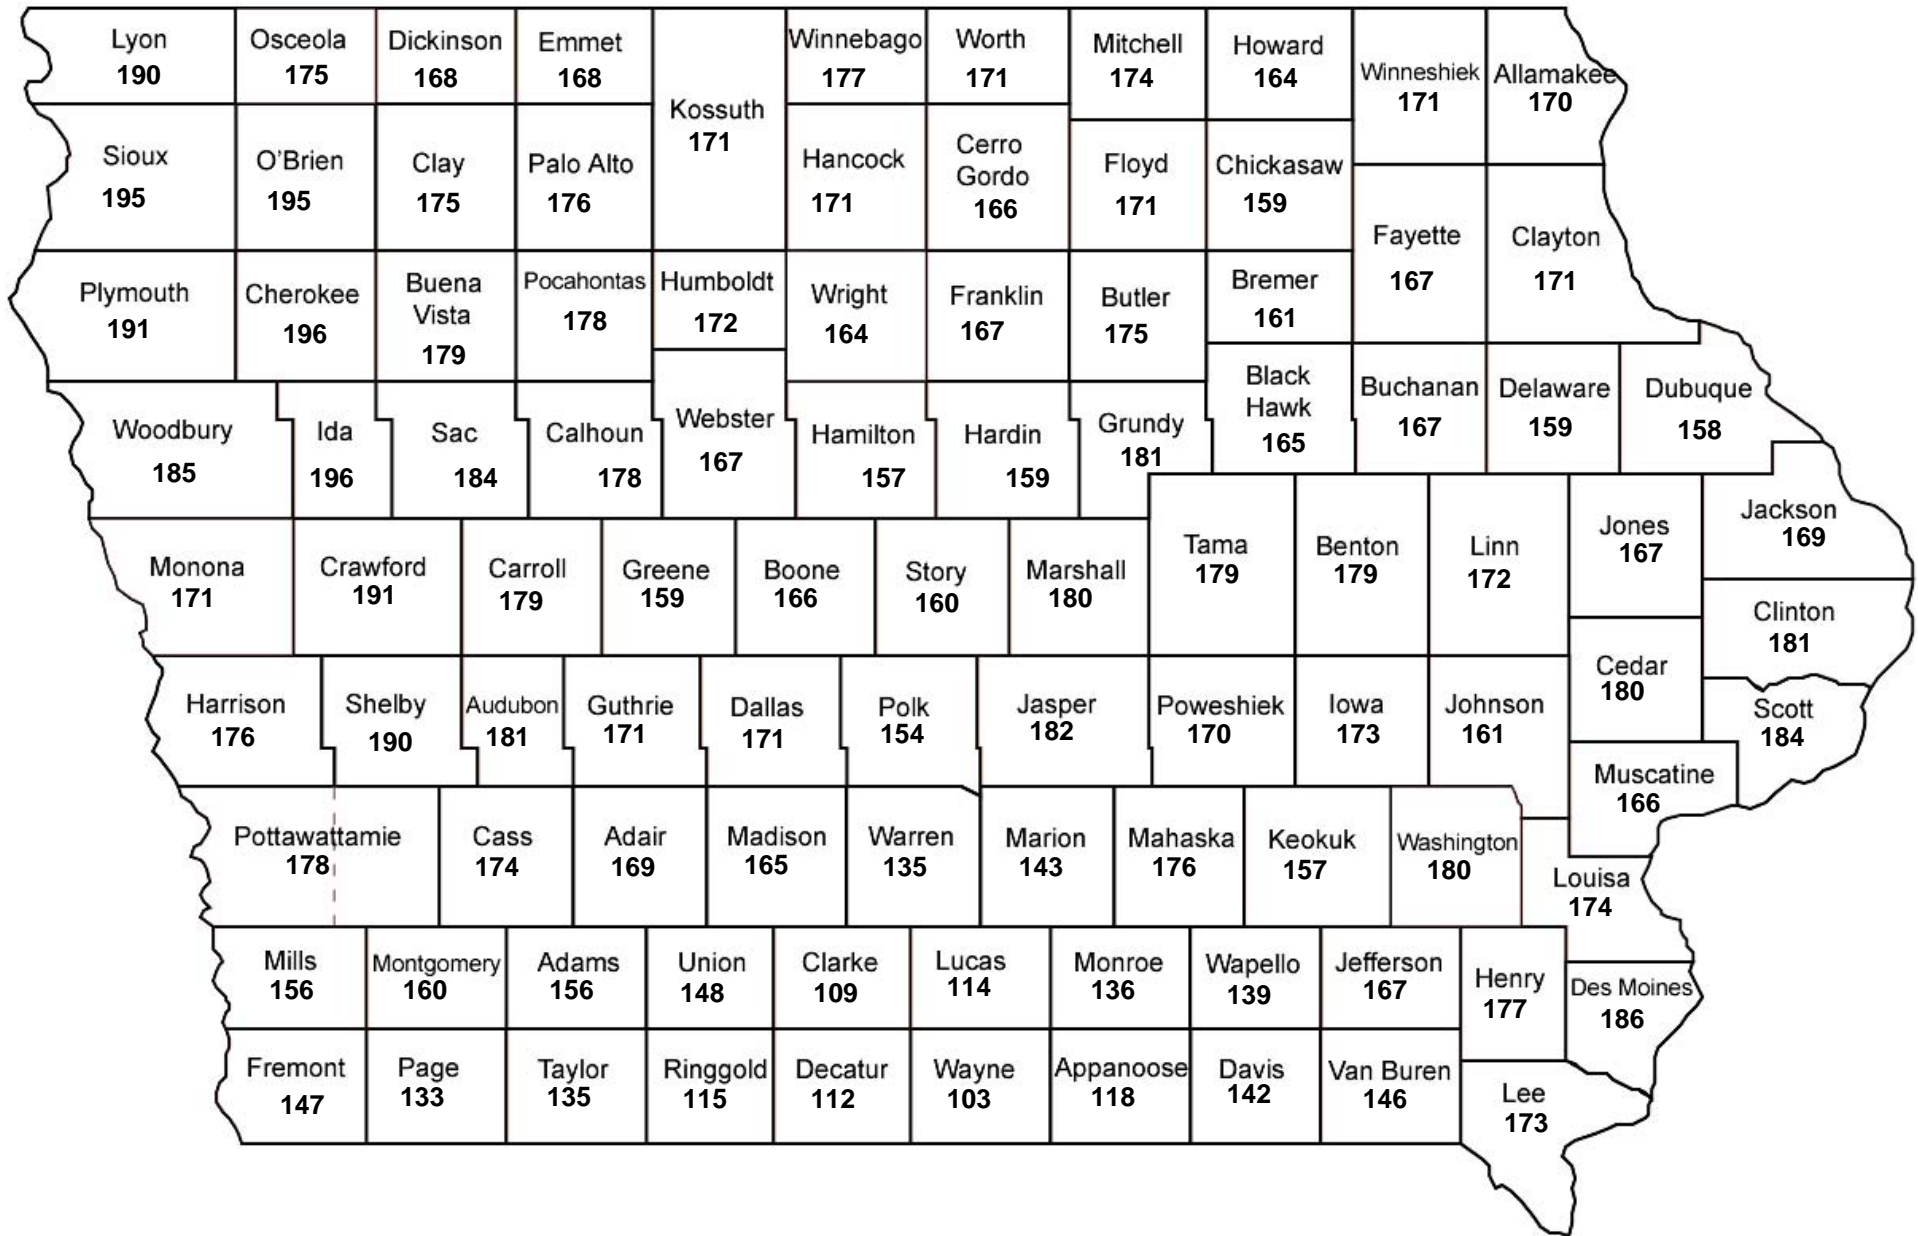 Lyon
190
Osceola
175
Dickinson
168
Emmet
168
Kossuth
171
Winnebago
177
Worth
171
Mitchell
174
Howard
164
Winneshiek
171
Allamakee
170
Sioux
195
O'Brien
195
Clay
175
Palo Alto
176
Hancock
171
Cerro
Gordo
166
Floyd
171
Chickasaw
159
Fayette
167
Clayton
171
Plymouth
191
Cherokee
196
Buena
Vista
179
Pocahontas
178
Humboldt
172
Wright
164
Franklin
167
Butler
175
Bremer
161
Black
Hawk
165
Buchanan
167
Delaware
159
Dubuque
158
Woodbury
185
Ida
196
Sac
184
Calhoun
178
Webster
167
Hamilton
157
Hardin
159
Grundy
181
Tama
179
Benton
179
Linn
172
Jones
167
Jackson
169
Monona
171
Crawford
191
Carroll
179
Greene
159
Boone
166
Story
160
Marshall
180
Clinton
181
Cedar
180
Harrison
176
Shelby
190
Audubon
181
Guthrie
171
Dallas
171
Polk
154
Jasper
182
Poweshiek
170
Iowa
173
Johnson
161
Scott
184
Muscatine
166
Pottawattamie
178
Cass
174
Adair
169
Madison
165
Warren
135
Marion
143
Mahaska
176
Keokuk
157
Washington
180
Louisa
174
Mills
156
Montgomery
160
Adams
156
Union
148
Clarke
109
Lucas
114
Monroe
136
Wapello
139
Jefferson
167
Henry
177
Des Moines
186
Fremont
147
Page
133
Taylor
135
Ringgold
115
Decatur
112
Wayne
103
Appanoose
118
Davis
142
Van Buren
146
Lee
173